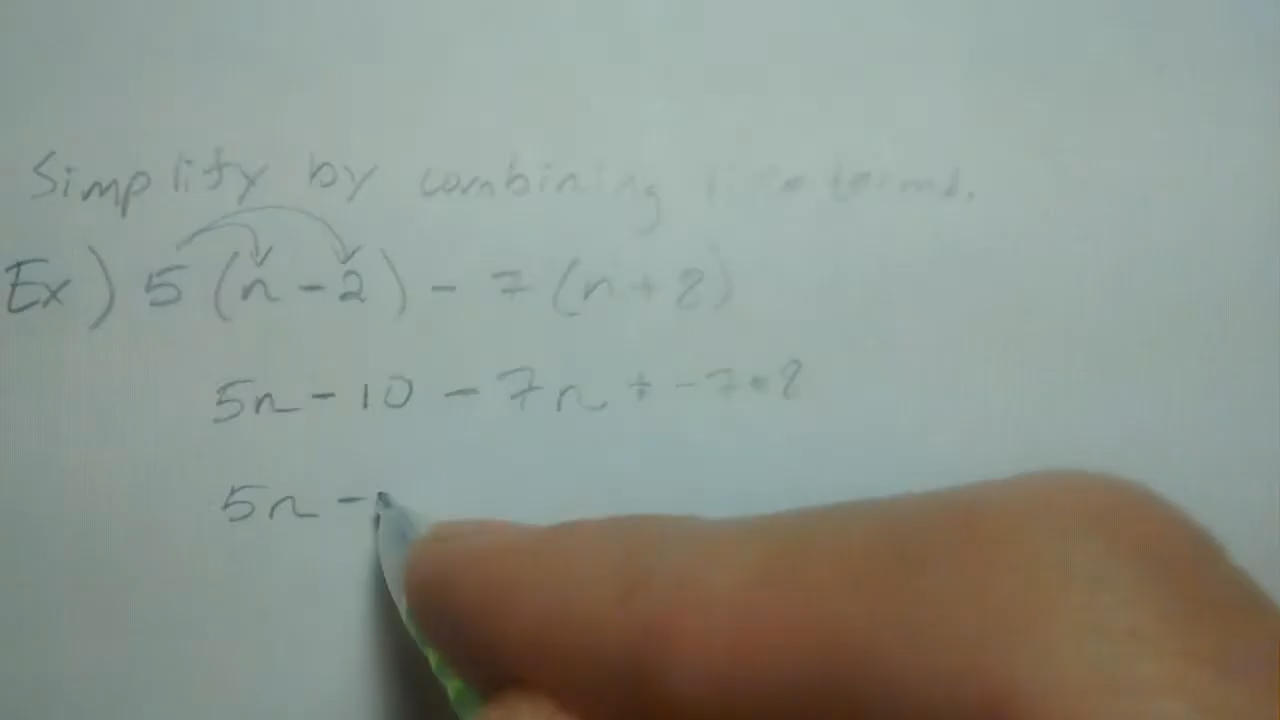 Simplify by combining like terms.
Ex) 5(n-2) - 7(n+2)
5n - 10 - 7n + -7•2
5n -